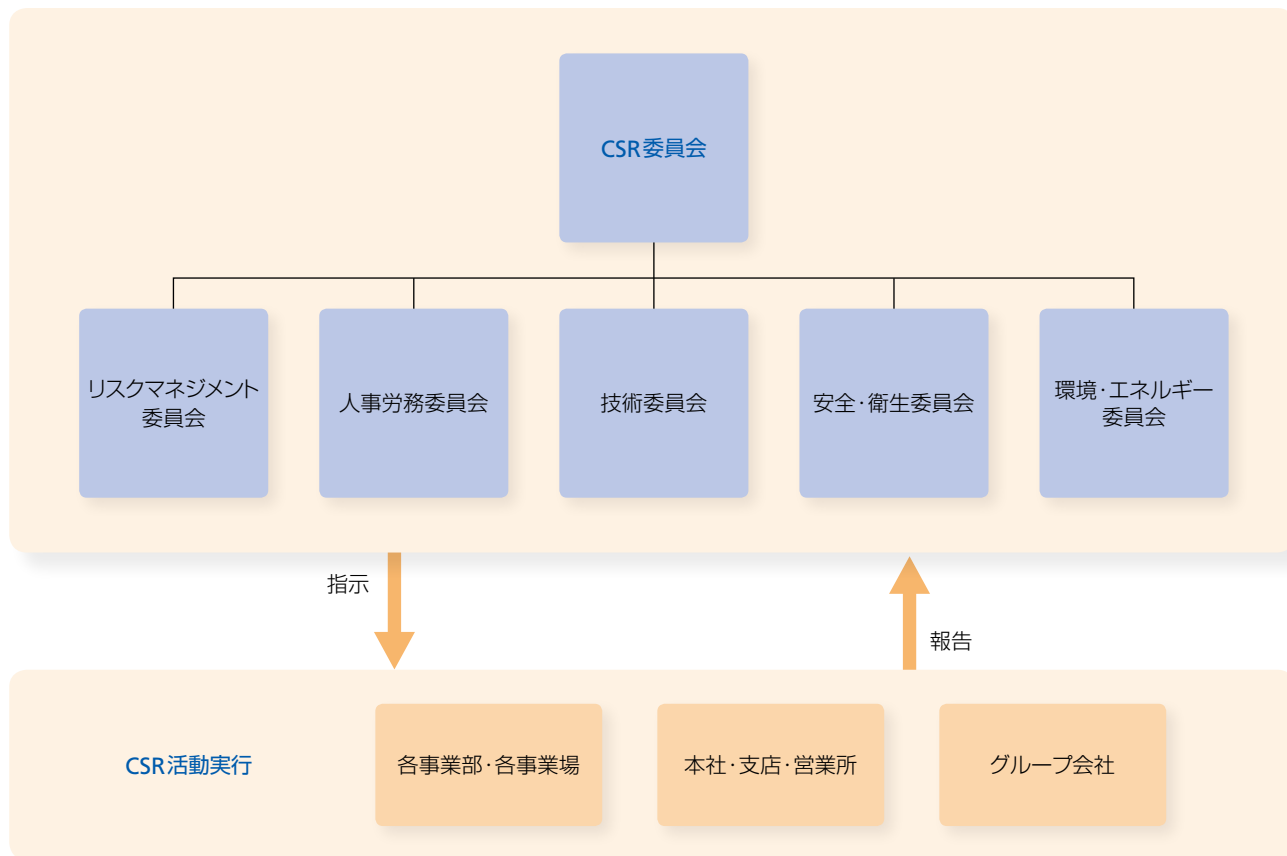 CSR委員会
リスクマネジメント
委員会
人事労務委員会
技術委員会
安全・衛生委員会
環境・エネルギー
委員会
指示
報告
CSR活動実行
各事業部・各事業場
本社・支店・営業所
グループ会社